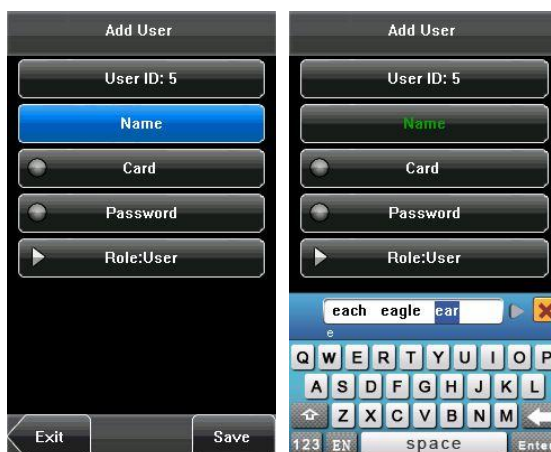 Add User
User ID: 5
Name
Card
Password
Role:User
Exit
Save
Add User
User ID: 5
Name
Card
Password
Role:User
each eagle ear
e
Q W E R T Y U I O P
A S D F G H J K L
Z X C V B N M
123 EN space Enter